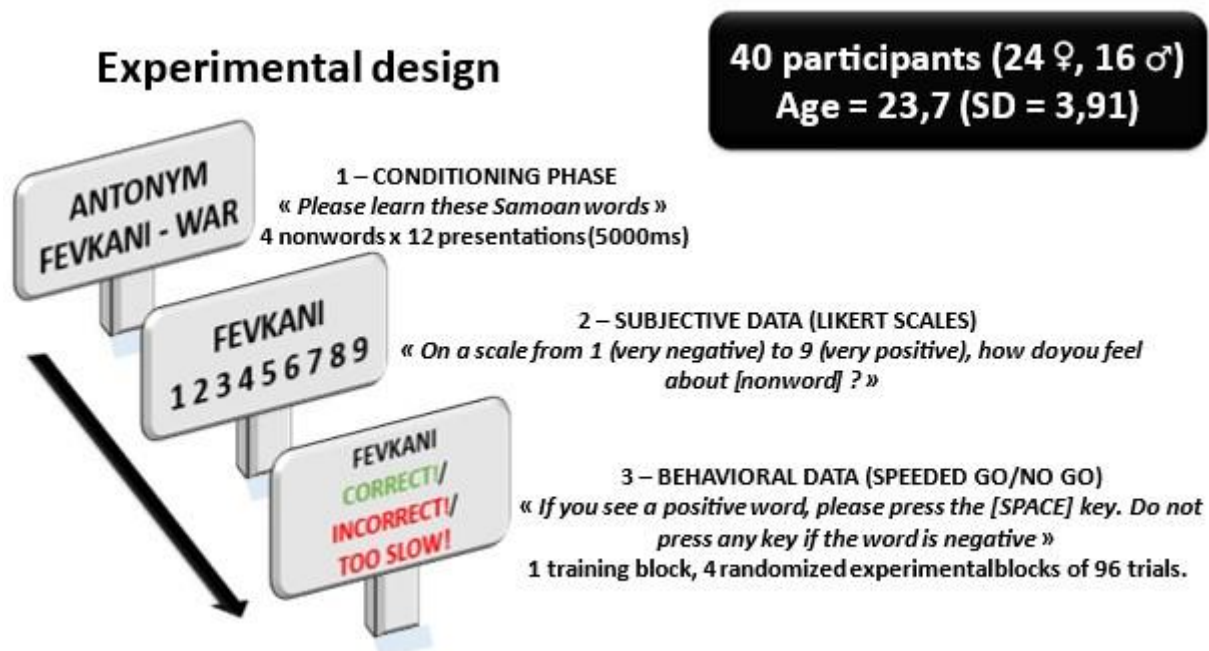 Experimental design
40 participants (24 ♀, 16 ♂)
Age = 23,7 (SD = 3,91)
ANTONYM
FEVKANI - WAR
1 – CONDITIONING PHASE
« Please learn these Samoan words »
4 nonwords x 12 presentations (5000ms)
FEVKANI
1 2 3 4 5 6 7 8 9
2 – SUBJECTIVE DATA (LIKERT SCALES)
« On a scale from 1 (very negative) to 9 (very positive), how do you feel
about [nonword] ? »
FEVKANI
CORRECT!/
INCORRECT!/
TOO SLOW!
3 – BEHAVIORAL DATA (SPEEDED GO/NO GO)
« If you see a positive word, please press the [SPACE] key. Do not
press any key if the word is negative »
1 training block, 4 randomized experimental blocks of 96 trials.